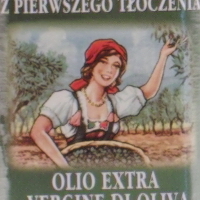 Z PIERWSZEGO TŁOCZENIA
OLIO EXTRA
VERGINE DI OLIVA